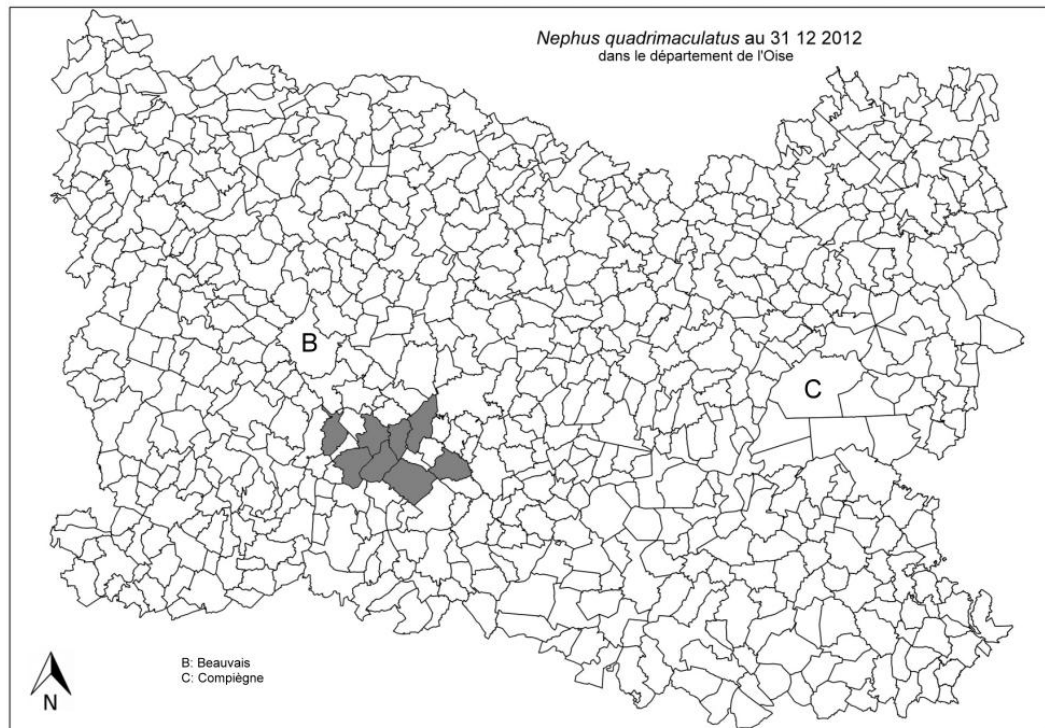 Nephus quadrimaculatus au 31 12 2012
dans le département de l'Oise
B
C
B: Beauvais
C: Compiègne
N